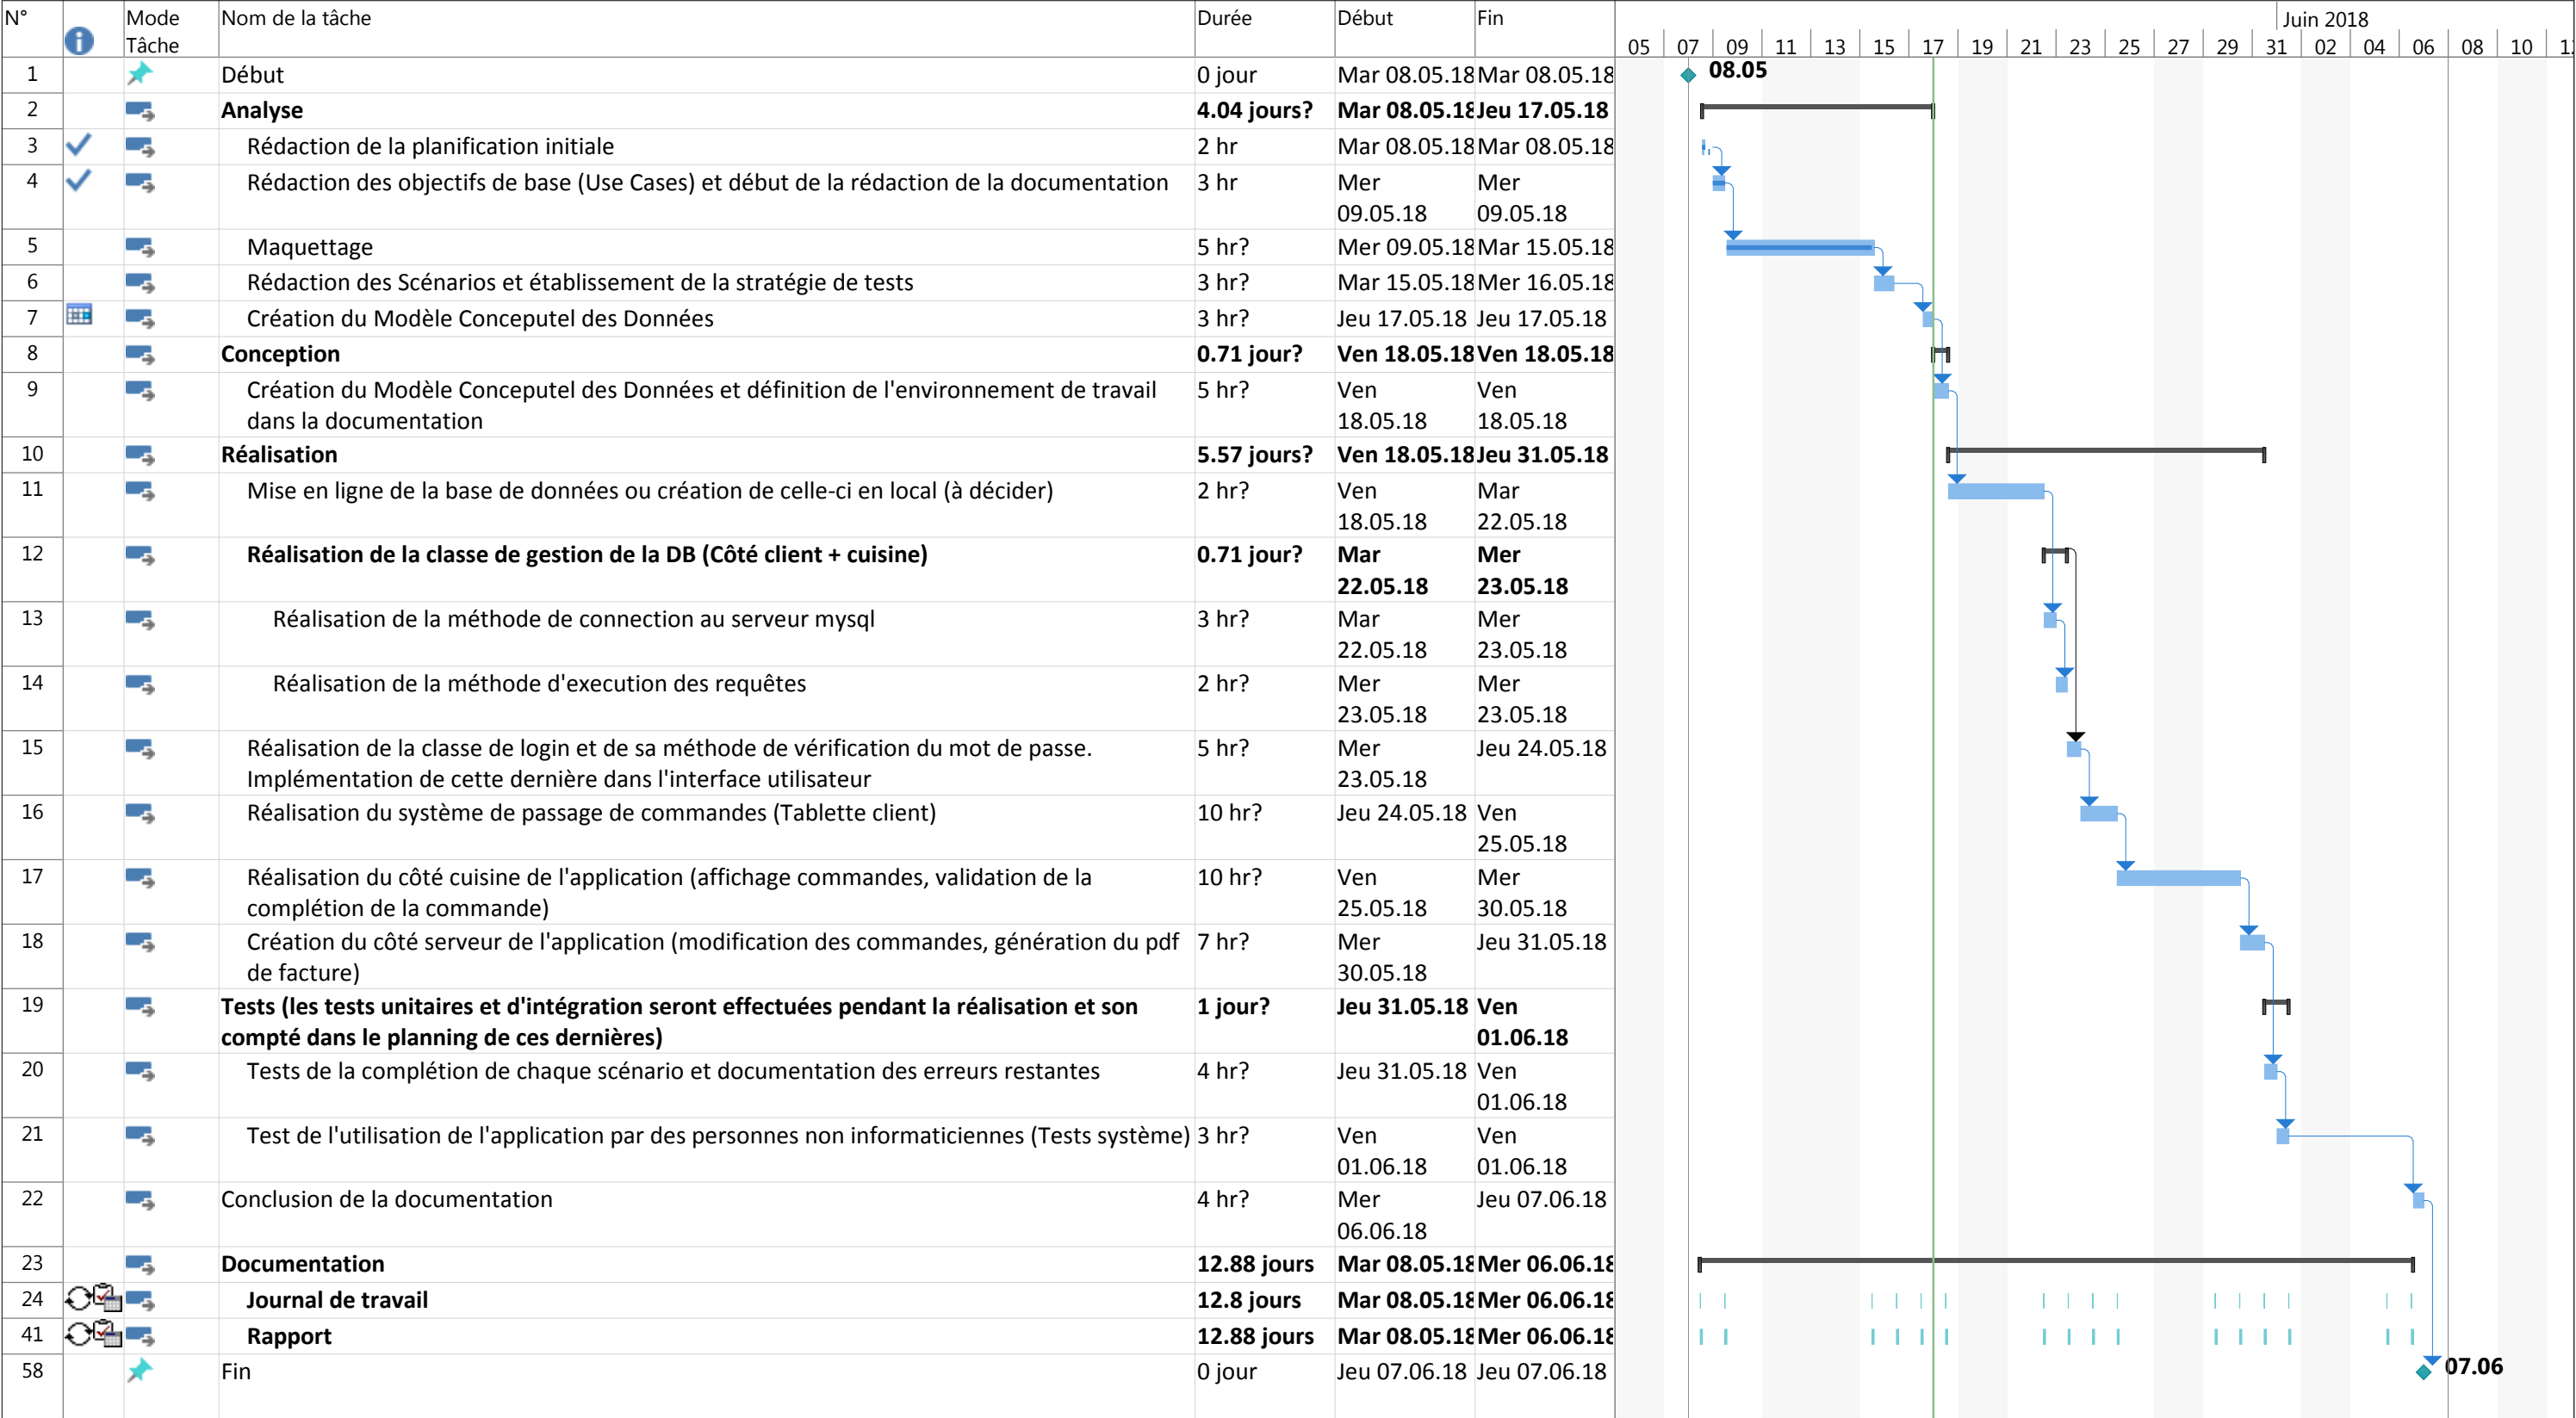 N° Mode Tâche Nom de la tâche Durée Début Fin
Juin 2018
05 07 09 11 13 15 17 19 21 23 25 27 29 31 02 04 06 08 10
1 Début 0 jour Mar 08.05.18 Mar 08.05.18
08.05
2 Analyse 4.04 jours? Mar 08.05.18 Jeu 17.05.18
3 Rédaction de la planification initiale 2 hr Mar 08.05.18 Mar 08.05.18
4 Rédaction des objectifs de base (Use Cases) et début de la rédaction de la documentation 3 hr Mer 09.05.18 Mer 09.05.18
5 Maquettage 5 hr? Mer 09.05.18 Mar 15.05.18
6 Rédaction des Scénarios et établissement de la stratégie de tests 3 hr? Mar 15.05.18 Mer 16.05.18
7 Création du Modèle Conceputel des Données 3 hr? Jeu 17.05.18 Jeu 17.05.18
8 Conception 0.71 jour? Ven 18.05.18 Ven 18.05.18
9 Création du Modèle Conceputel des Données et définition de l'environnement de travail
dans la documentation 5 hr? Ven 18.05.18 Ven 18.05.18
10 Réalisation 5.57 jours? Ven 18.05.18 Jeu 31.05.18
11 Mise en ligne de la base de données ou création de celle-ci en local (à décider) 2 hr? Ven 18.05.18 Mar 22.05.18
12 Réalisation de la classe de gestion de la DB (Côté client + cuisine) 0.71 jour? Mar 22.05.18 Mer 23.05.18
13 Réalisation de la méthode de connection au serveur mysql 3 hr? Mar 22.05.18 Mer 23.05.18
14 Réalisation de la méthode d'execution des requêtes 2 hr? Mer 23.05.18 Mer 23.05.18
15 Réalisation de la classe de login et de sa méthode de vérification du mot de passe.
Implémentation de cette dernière dans l'interface utilisateur 5 hr? Mer 23.05.18 Jeu 24.05.18
16 Réalisation du système de passage de commandes (Tablette client) 10 hr? Jeu 24.05.18 Ven 25.05.18
17 Réalisation du côté cuisine de l'application (affichage commandes, validation de la
complétion de la commande) 10 hr? Ven 25.05.18 Mer 30.05.18
18 Création du côté serveur de l'application (modification des commandes, génération du pdf
de facture) 7 hr? Mer 30.05.18 Jeu 31.05.18
19 Tests (les tests unitaires et d'intégration seront effectuées pendant la réalisation et son
compté dans le planning de ces dernières) 1 jour? Jeu 31.05.18 Ven 01.06.18
20 Tests de la complétion de chaque scénario et documentation des erreurs restantes 4 hr? Jeu 31.05.18 Ven 01.06.18
21 Test de l'utilisation de l'application par des personnes non informaticiennes (Tests système) 3 hr? Ven 01.06.18 Ven 01.06.18
22 Conclusion de la documentation 4 hr? Mer 06.06.18 Jeu 07.06.18
23 Documentation 12.88 jours Mar 08.05.18 Mer 06.06.18
24 Journal de travail 12.8 jours Mar 08.05.18 Mer 06.06.18
41 Rapport 12.88 jours Mar 08.05.18 Mer 06.06.18
58 Fin 0 jour Jeu 07.06.18 Jeu 07.06.18
07.06